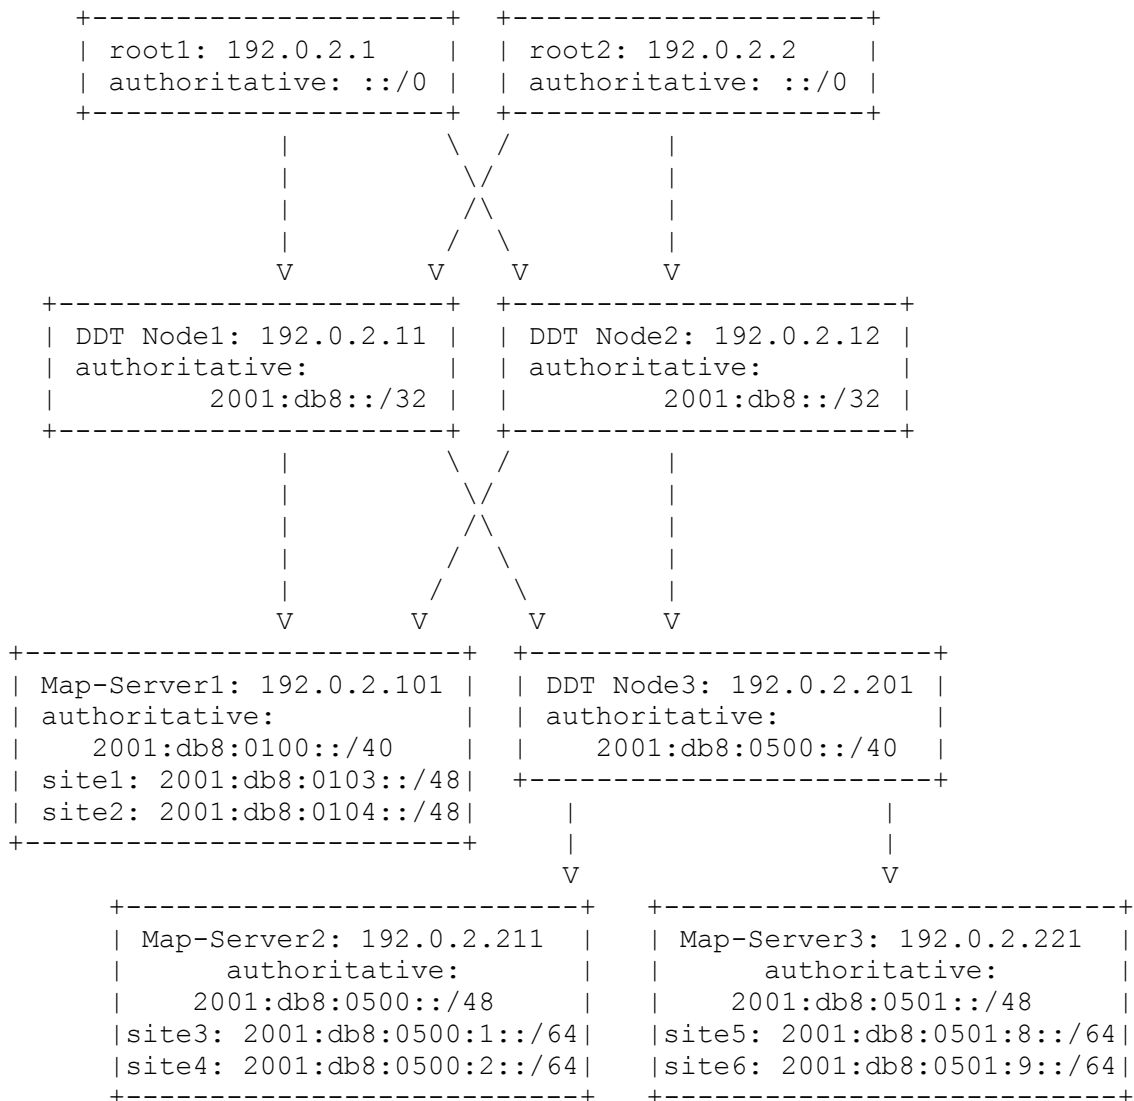 root1: 192.0.2.1
authoritative: ::/0
root2: 192.0.2.2
authoritative: ::/0
DDT Node1: 192.0.2.11
authoritative:
2001:db8::/32
DDT Node2: 192.0.2.12
authoritative:
2001:db8::/32
Map-Server1: 192.0.2.101
authoritative:
2001:db8:0100::/40
site1: 2001:db8:0103::/48
site2: 2001:db8:0104::/48
DDT Node3: 192.0.2.201
authoritative:
2001:db8:0500::/40
Map-Server2: 192.0.2.211
authoritative:
2001:db8:0500::/48
site3: 2001:db8:0500:1::/64
site4: 2001:db8:0500:2::/64
Map-Server3: 192.0.2.221
authoritative:
2001:db8:0501::/48
site5: 2001:db8:0501:8::/64
site6: 2001:db8:0501:9::/64